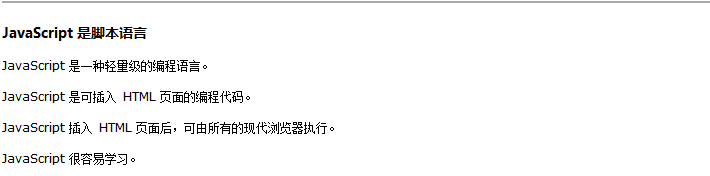 JavaScript 是脚本语言
JavaScript 是一种轻量级的编程语言。
JavaScript 是可插入 HTML 页面的编程代码。
JavaScript 插入 HTML 页面后，可由所有的现代浏览器执行。
JavaScript 很容易学习。